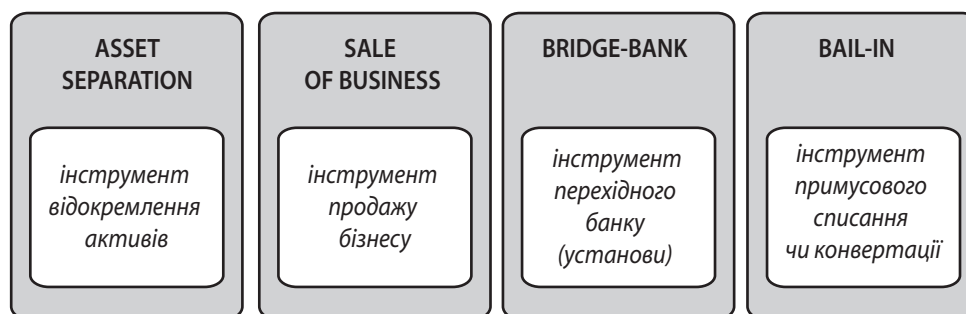 ASSET
SEPARATION
інструмент
відокремлення
активів
SALE
OF BUSINESS
інструмент
продажу
бізнесу
BRIDGE-BANK
інструмент
перехідного
банку
(установи)
BAIL-IN
інструмент
примусового
списання
чи конвертації